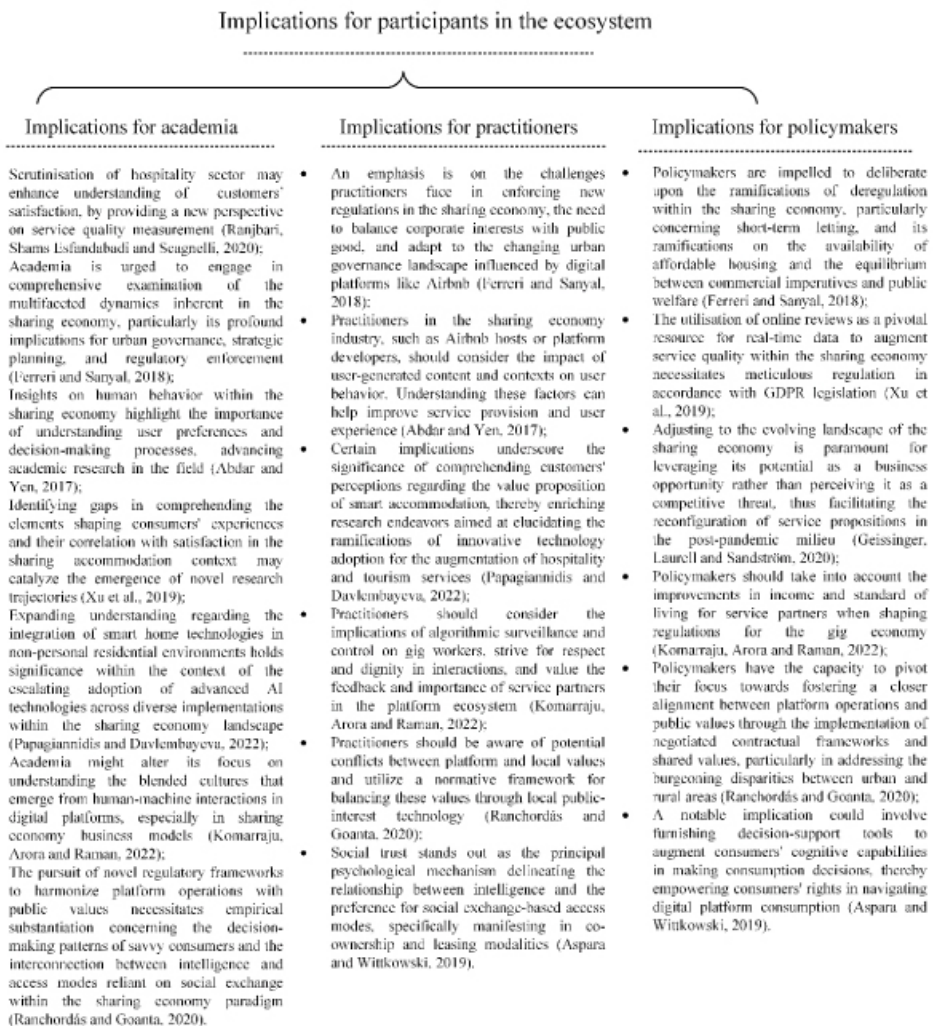 Implications for participants in the ecosystem
Implications for academia
Scrutinisation of hospitality sector may
enhance understanding of customers'
satisfaction, by providing a new perspective
on service quality measurement (Ranjbari,
Shams Esfandabadi and Scagnelli, 2020);
Academia is urged to engage in
comprehensive examination of the
multifaceted dynamics inherent in the
sharing economy, particularly its profound
implications for urban governance, strategic
planning, and regulatory enforcement
(Ferreri and Sanyal, 2018);
Insights on human behavior within the
sharing economy highlight the importance
of understanding user preferences and
decision-making processes, advancing
academic research in the field (Abdar and
Yen, 2017);
Identifying gaps in comprehending the
elements shaping consumers' experiences
and their correlation with satisfaction in the
sharing accommodation context may
catalyze the emergence of novel research
trajectories (Xu et al., 2019);
Expanding understanding regarding the
integration of smart home technologies in
non-personal residential environments holds
significance within the context of the
escalating adoption of advanced AI
technologies across diverse implementations
within the sharing economy landscape
(Papagiannidis and Davlembayeva, 2022);
Academia might alter its focus on
understanding the blended cultures that
emerge from human-machine interactions in
digital platforms, especially in sharing
economy business models (Komarraju,
Arora and Raman, 2022);
The pursuit of novel regulatory frameworks
to harmonize platform operations with
public values necessitates empirical
substantiation concerning the decision-
making patterns of savvy consumers and the
interconnection between intelligence and
access modes reliant on social exchange
within the sharing economy paradigm
(Ranchordás and Goanta, 2020).
Implications for practitioners
• An emphasis is on the challenges
practitioners face in enforcing new
regulations in the sharing economy, the need
to balance corporate interests with public
good, and adapt to the changing urban
governance landscape influenced by digital
platforms like Airbnb (Ferreri and Sanyal,
2018);
• Practitioners in the sharing economy
industry, such as Airbnb hosts or platform
developers, should consider the impact of
user-generated content and contexts on user
behavior. Understanding these factors can
help improve service provision and user
experience (Abdar and Yen, 2017);
• Certain implications underscore the
significance of comprehending customers'
perceptions regarding the value proposition
of smart accommodation, thereby enriching
research endeavors aimed at elucidating the
ramifications of innovative technology
adoption for the augmentation of hospitality
and tourism services (Papagiannidis and
Davlembayeva, 2022);
• Practitioners should consider the
implications of algorithmic surveillance and
control on gig workers, strive for respect
and dignity in interactions, and value the
feedback and importance of service partners
in the platform ecosystem (Komarraju,
Arora and Raman, 2022);
• Practitioners should be aware of potential
conflicts between platform and local values
and utilize a normative framework for
balancing these values through local public-
interest technology (Ranchordás and
Goanta, 2020);
• Social trust stands out as the principal
psychological mechanism delineating the
relationship between intelligence and the
preference for social exchange-based access
modes, specifically manifesting in co-
ownership and leasing modalities (Aspara
and Wittkowski, 2019).
Implications for policymakers
• Policymakers are impelled to deliberate
upon the ramifications of deregulation
within the sharing economy, particularly
concerning short-term letting, and its
ramifications on the availability of
affordable housing and the equilibrium
between commercial imperatives and public
welfare (Ferreri and Sanyal, 2018);
• The utilisation of online reviews as a pivotal
resource for real-time data to augment
service quality within the sharing economy
necessitates meticulous regulation in
accordance with GDPR legislation (Xu et
al., 2019);
• Adjusting to the evolving landscape of the
sharing economy is paramount for
leveraging its potential as a business
opportunity rather than perceiving it as a
competitive threat, thus facilitating the
reconfiguration of service propositions in
the post-pandemic milieu (Geissinger,
Laurell and Sandström, 2020);
• Policymakers should take into account the
improvements in income and standard of
living for service partners when shaping
regulations for the gig economy
(Komarraju, Arora and Raman, 2022);
• Policymakers have the capacity to pivot
their focus towards fostering a closer
alignment between platform operations and
public values through the implementation of
negotiated contractual frameworks and
shared values, particularly in addressing the
burgeoning disparities between urban and
rural areas (Ranchordás and Goanta, 2020);
• A notable implication could involve
furnishing decision-support tools to
augment consumers' cognitive capabilities
in making consumption decisions, thereby
empowering consumers' rights in navigating
digital platform consumption (Aspara and
Wittkowski, 2019).